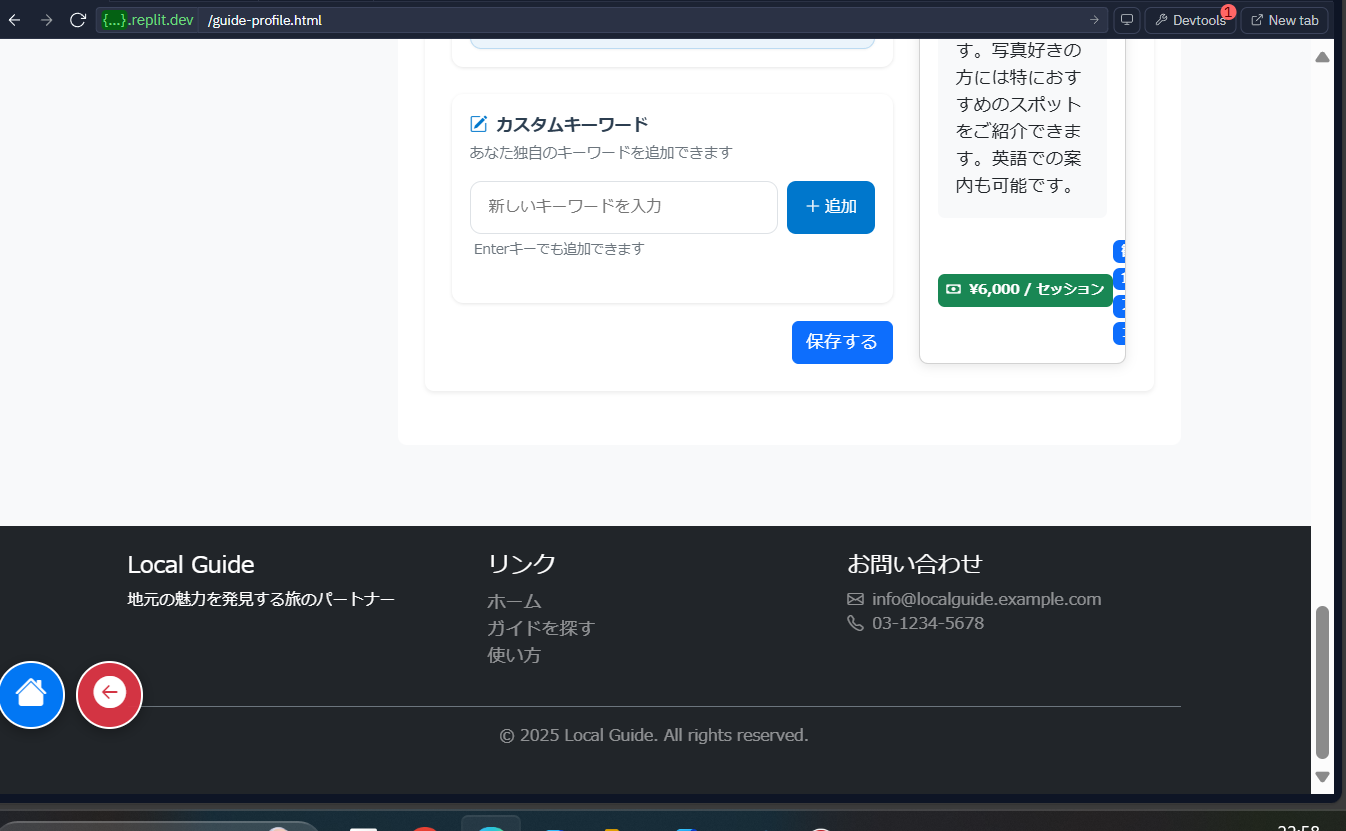 {...}.replit.dev /guide-profile.html
Devtools 1
New tab
カスタムキーワード
あなた独自のキーワードを追加できます
新しいキーワードを入力
+ 追加
Enterキーでも追加できます
保存する
す。写真好きの
方には特におす
すめのスポット
をご紹介できま
す。英語での案
内も可能です。
¥6,000 / セッション
Local Guide
地元の魅力を発見する旅のパートナー
リンク
ホーム
ガイドを探す
使い方
お問い合わせ
info@localguide.example.com
03-1234-5678
© 2025 Local Guide. All rights reserved.